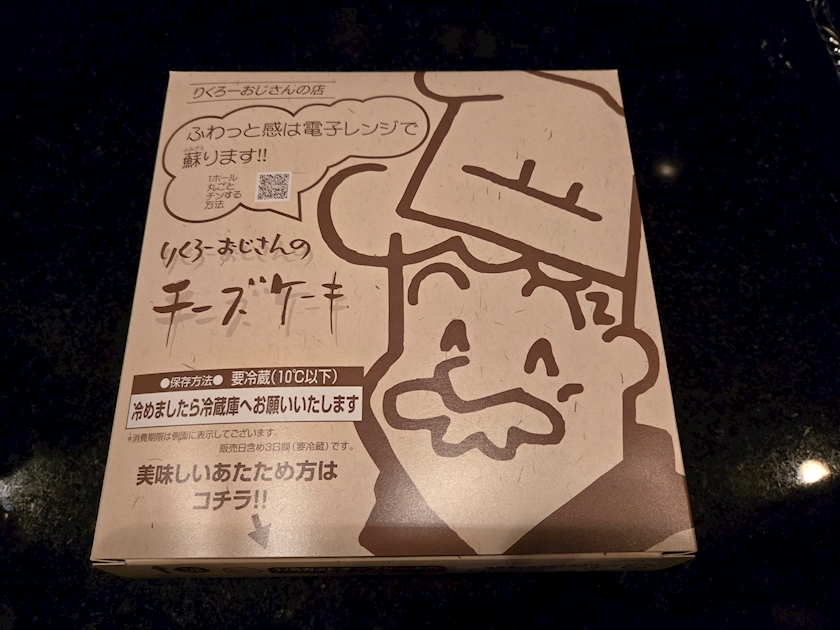 りくろーおじさんの店
ふわっと感は電子レンジで
蘇ります!!
よみがえ
1ホール
丸ごと
チンする
方法
りくろーおじさんの
チーズケーキ
●保存方法● 要冷蔵(10℃以下)
冷めましたら冷蔵庫へお願いいたします
*消費期限は側面に表示してございます。
販売日含め3日間(要冷蔵)です。
美味しいあたため方は
コチラ!!